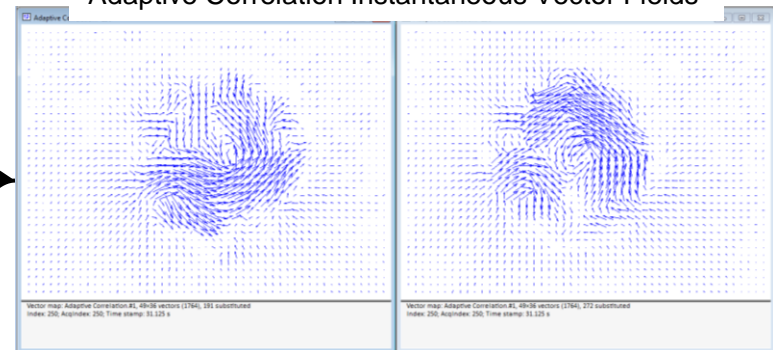 Adaptive Correlation Instantaneous Vector Fields
Adaptive C
Vector map: Adaptive Correlation.#1, 49×36 vectors (1764), 191 substituted
Index: 250; Acqindex: 250; Time stamp: 31.125 s
Vector map: Adaptive Correlation.#1, 49×36 vectors (1764), 272 substituted
Index: 250; Acqindex: 250; Time stamp: 31.125 s